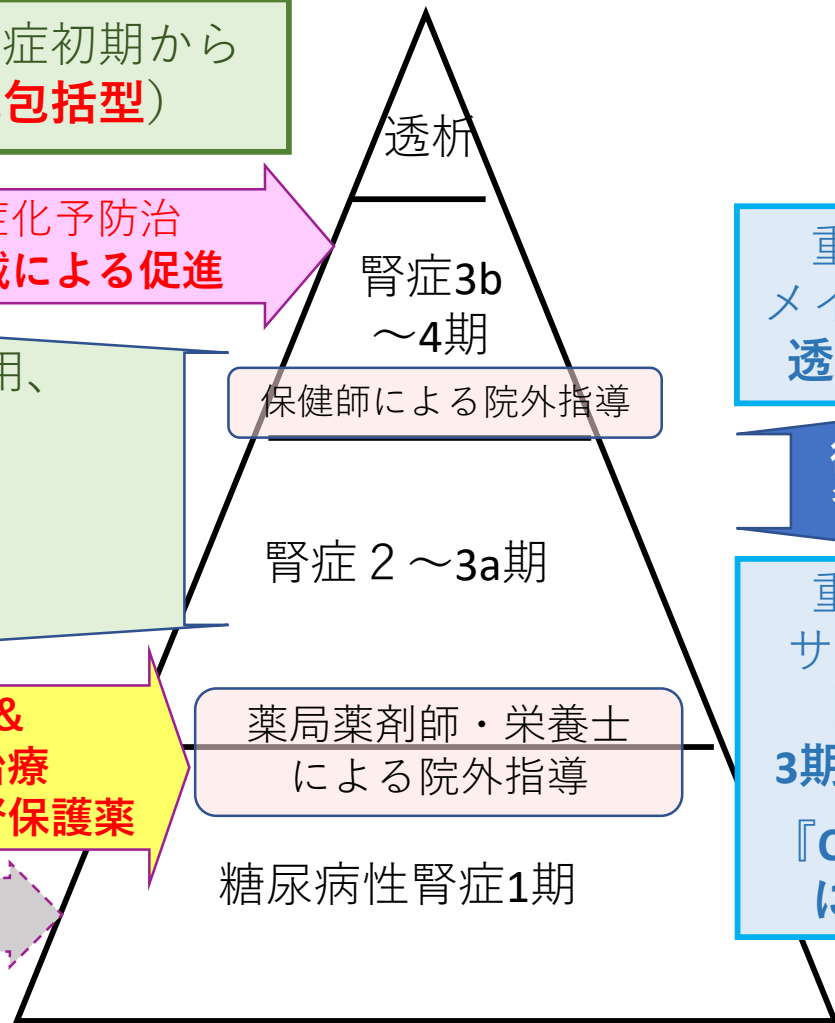 症初期から
包括型）
症化予防治
による促進
用、
＆
治療
保護薬
透析
腎症3b
～4期
保健師による院外指導
腎症２～3a期
薬局薬剤師・栄養士
による院外指導
糖尿病性腎症1期
重
メイ
透
重
サ
3期
『C
に